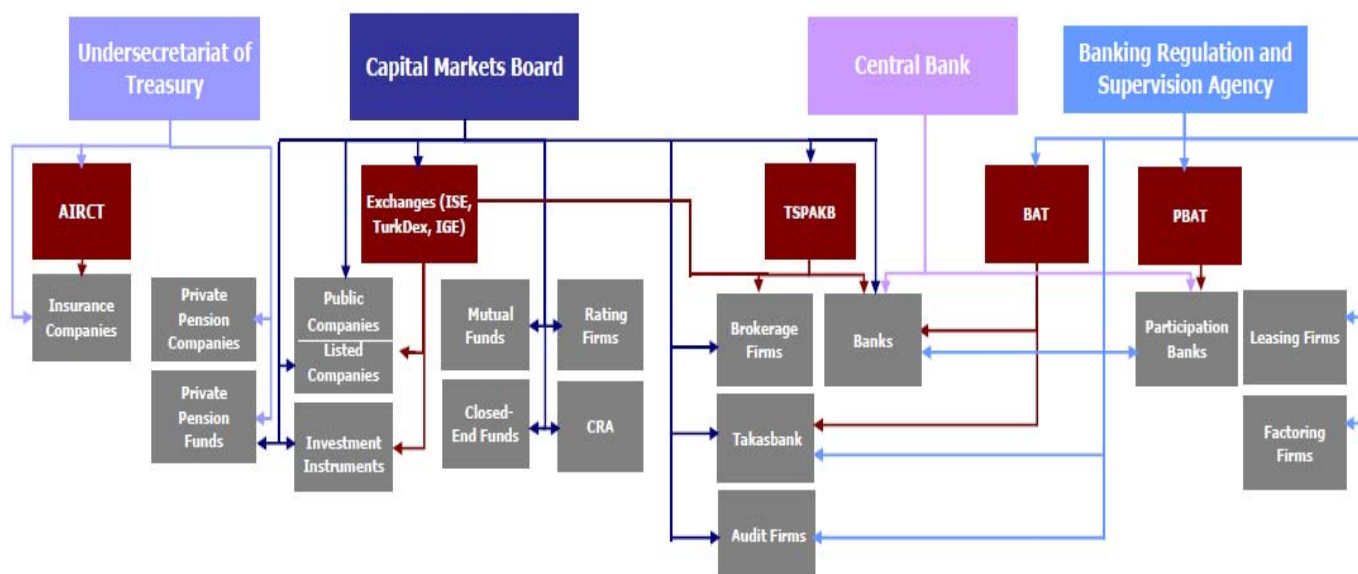 Undersecretariat of
Treasury
Capital Markets Board
Central Bank
Banking Regulation and
Supervision Agency
AIRCT
Exchanges (ISE,
TurkDex, IGE)
TSPAKB
BAT
PBAT
Insurance
Companies
Private
Pension
Companies
Public
Companies
Listed
Companies
Mutual
Funds
Rating
Firms
Brokerage
Firms
Banks
Participation
Banks
Leasing Firms
Private
Pension
Funds
Investment
Instruments
Closed-
End Funds
CRA
Takasbank
Factoring
Firms
Audit Firms